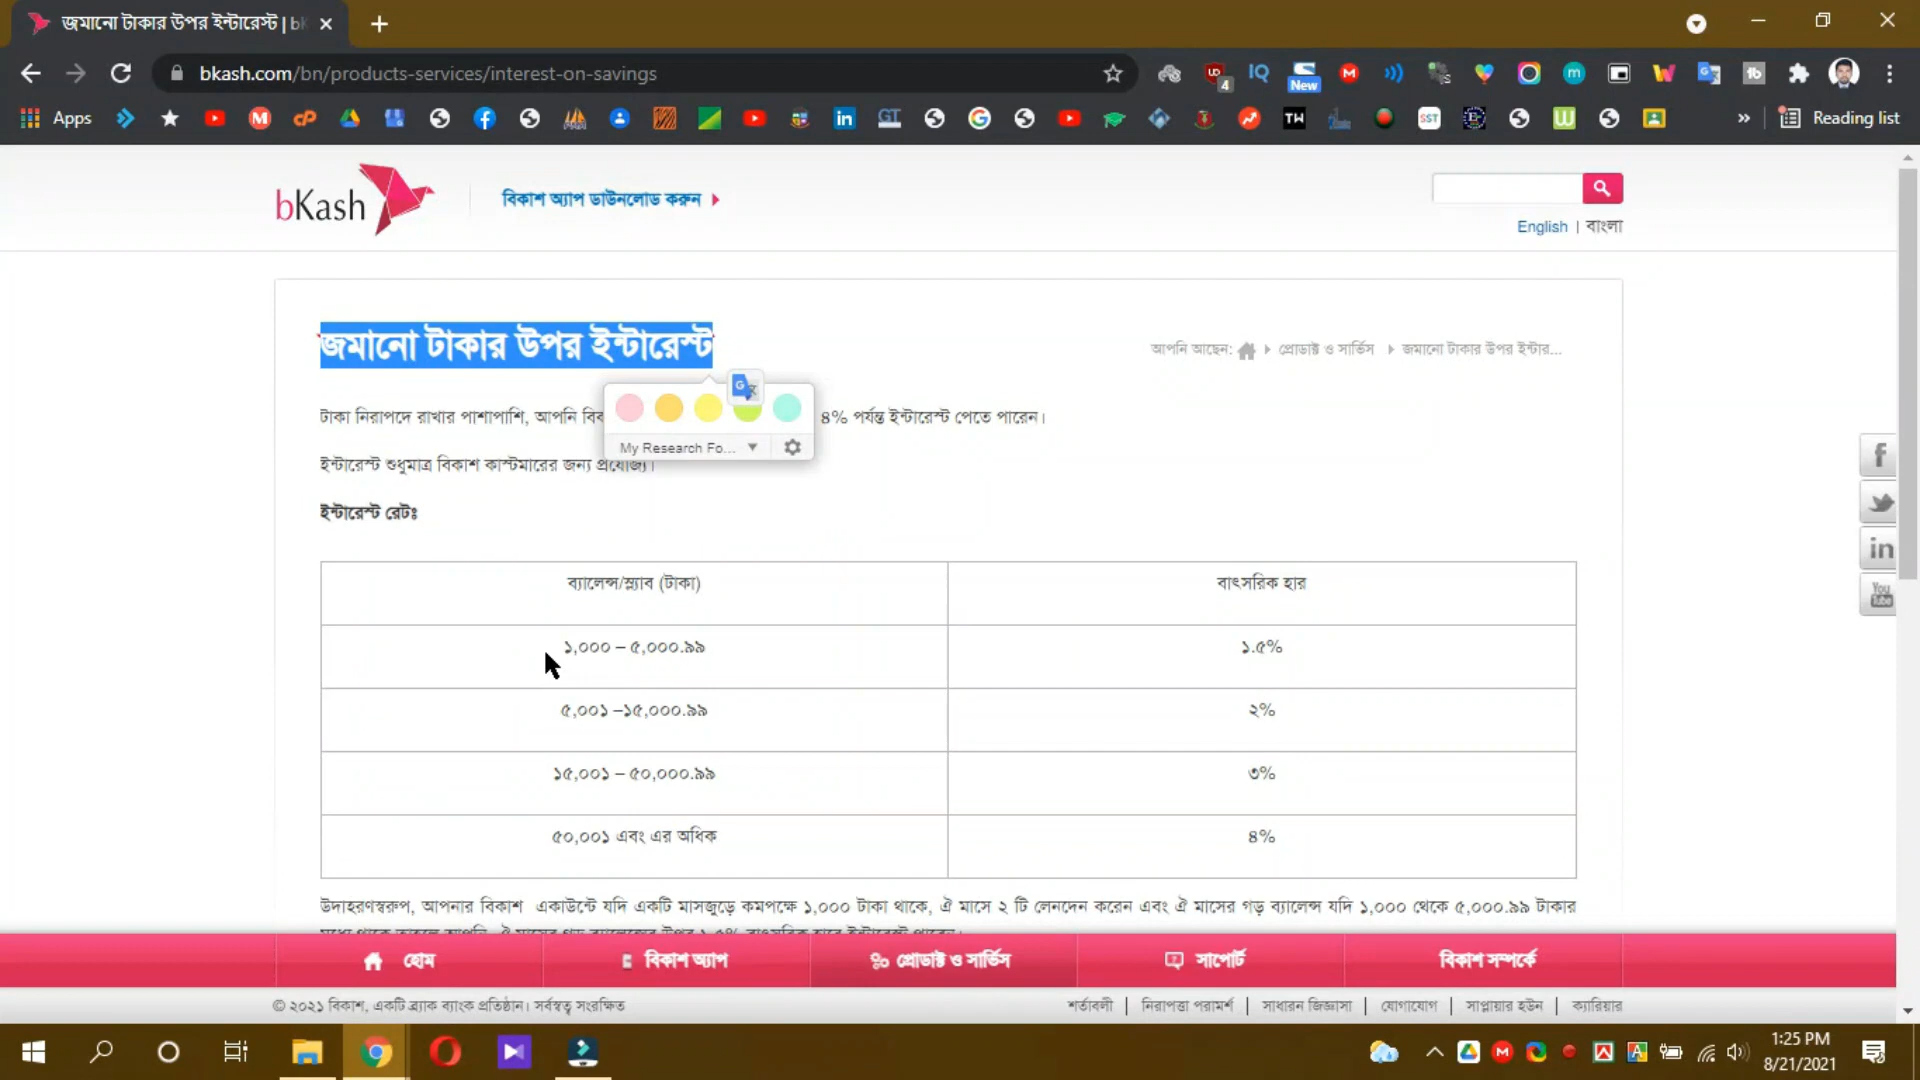 জমানো টাকার উপর ইন্টারেস্ট | b
bkash.com/bn/products-services/interest-on-savings
4
IQ
New
Apps
Reading list
bKash
বিকাশ অ্যাপ ডাউনলোড করুন
English | বাংলা
জমানো টাকার উপর ইন্টারেস্ট
আপনি আছেন: প্রোডাক্ট ও সার্ভিস জমানো টাকার উপর ইন্টার...
টাকা নিরাপদে রাখার পাশাপাশি, আপনি ৪% পর্যন্ত ইন্টারেস্ট পেতে পারেন।
My Research Fo...
ইন্টারেস্ট শুধুমাত্র বিকাশ কাস্টমারের জন্য প্রযোজ্য।
ইন্টারেস্ট রেটঃ
ব্যালেন্স/স্ল্যাব (টাকা) বাৎসরিক হার
১,০০০ – ৫,০০০.৯৯ ১.৫%
৫,০০১ –১৫,০০০.৯৯ ২%
১৫,০০১ – ৫০,০০০.৯৯ ৩%
৫০,০০১ এবং এর অধিক ৪%
উদাহরণস্বরুপ, আপনার বিকাশ একাউন্টে যদি একটি মাসজুড়ে কমপক্ষে ১,০০০ টাকা থাকে, ঐ মাসে ২ টি লেনদেন করেন এবং ঐ মাসের গড় ব্যালেন্স যদি ১,০০০ থেকে ৫,০০০.৯৯ টাকার
হোম বিকাশ অ্যাপ প্রোডাক্ট ও সার্ভিস সাপোর্ট বিকাশ সম্পর্কে
© ২০২১ বিকাশ, একটি ব্র্যাক ব্যাংক প্রতিষ্ঠান। সর্বস্বত্ব সংরক্ষিত
শর্তাবলী | নিরাপত্তা পরামর্শ | সাধারন জিজ্ঞাসা | যোগাযোগ | সাপ্লায়ার হউন | ক্যারিয়ার
1:25 PM
8/21/2021